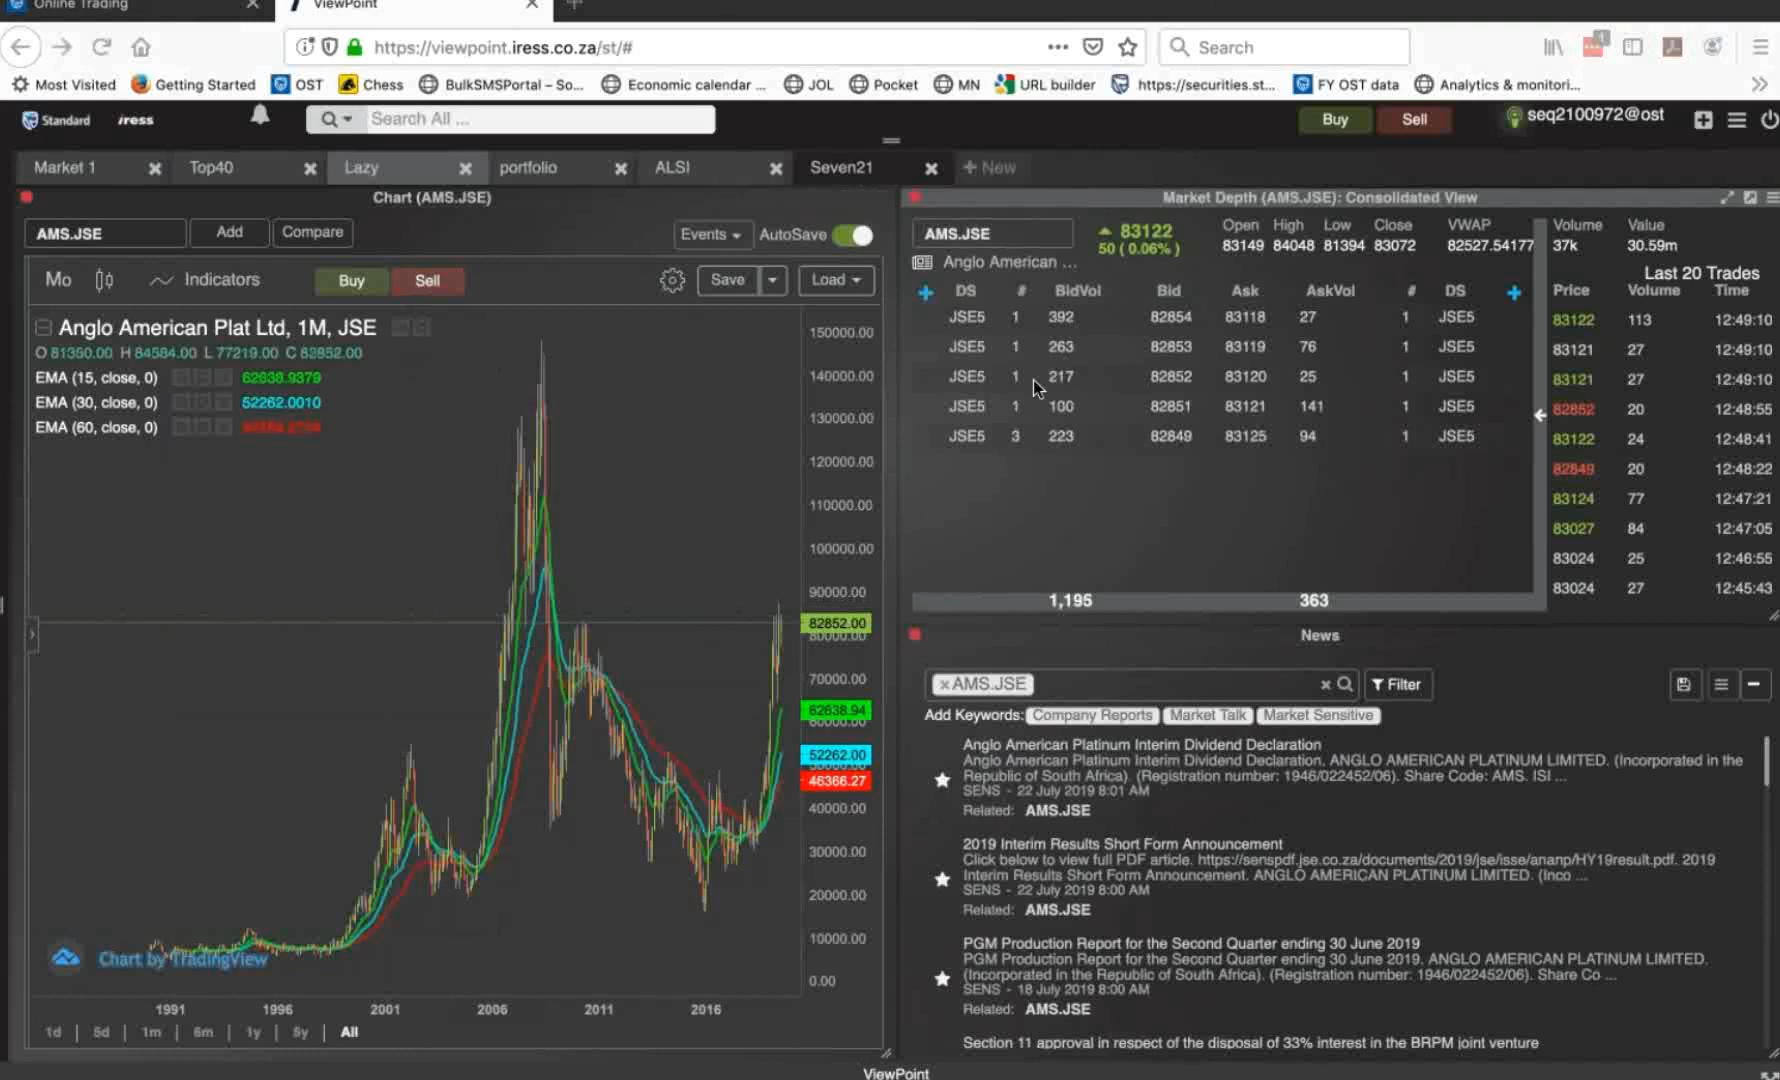 Online Trading
ViewPoint
https://viewpoint.iress.co.za/st/#
Search
Most Visited Getting Started OST Chess BulkSMSPortal – So... Economic calendar ... JOL Pocket MN URL builder https://securities.st... FY OST data Analytics & monitori...
Standard iress Search All ... Buy Sell seq2100972@ost
Market 1 Top40 Lazy portfolio ALSI Seven21 + New
Chart (AMS.JSE)
AMS.JSE Add Compare Events AutoSave
Mo Indicators Buy Sell Save Load
Anglo American Plat Ltd, 1M, JSE
O 81350.00 H 84584.00 L 77219.00 C 82852.00
EMA (15, close, 0) 62638.9379
EMA (30, close, 0) 52262.0010
EMA (60, close, 0)
150000.00
140000.00
130000.00
120000.00
110000.00
100000.00
90000.00
82852.00
80000.00
70000.00
62638.94
60000.00
52262.00
46366.27
40000.00
30000.00
20000.00
10000.00
0.00
Chart by TradingView
1991 1996 2001 2006 2011 2016
1d | 5d | 1m | 6m | 1y | 5y | All
Market Depth (AMS.JSE): Consolidated View
AMS.JSE
83122
50 ( 0.06% )
Open High Low Close VWAP
83149 84048 81394 83072 82527.54177
Volume Value
37k 30.59m
Anglo American ...
DS # BidVol Bid Ask AskVol # DS
JSE5 1 392 82854 83118 27 1 JSE5
JSE5 1 263 82853 83119 76 1 JSE5
JSE5 1 217 82852 83120 25 1 JSE5
JSE5 1 100 82851 83121 141 1 JSE5
JSE5 3 223 82849 83125 94 1 JSE5
1,195 363
Last 20 Trades
Price Volume Time
83122 113 12:49:10
83121 27 12:49:10
83121 27 12:49:10
82852 20 12:48:55
83122 24 12:48:41
82849 20 12:48:22
83124 77 12:47:21
83027 84 12:47:05
83024 25 12:46:55
83024 27 12:45:43
News
AMS.JSE Filter
Add Keywords: Company Reports Market Talk Market Sensitive
Anglo American Platinum Interim Dividend Declaration
Anglo American Platinum Interim Dividend Declaration. ANGLO AMERICAN PLATINUM LIMITED. (Incorporated in the
Republic of South Africa). (Registration number: 1946/022452/06). Share Code: AMS. ISI ...
SENS - 22 July 2019 8:01 AM
Related: AMS.JSE
2019 Interim Results Short Form Announcement
Click below to view full PDF article. https://senspdf.jse.co.za/documents/2019/jse/isse/ananp/HY19result.pdf. 2019
Interim Results Short Form Announcement. ANGLO AMERICAN PLATINUM LIMITED. (Inco ...
SENS - 22 July 2019 8:00 AM
Related: AMS.JSE
PGM Production Report for the Second Quarter ending 30 June 2019
PGM Production Report for the Second Quarter ending 30 June 2019. ANGLO AMERICAN PLATINUM LIMITED.
(Incorporated in the Republic of South Africa). (Registration number: 1946/022452/06). Share Co ...
SENS - 18 July 2019 8:00 AM
Related: AMS.JSE
Section 11 approval in respect of the disposal of 33% interest in the BRPM joint venture
ViewPoint